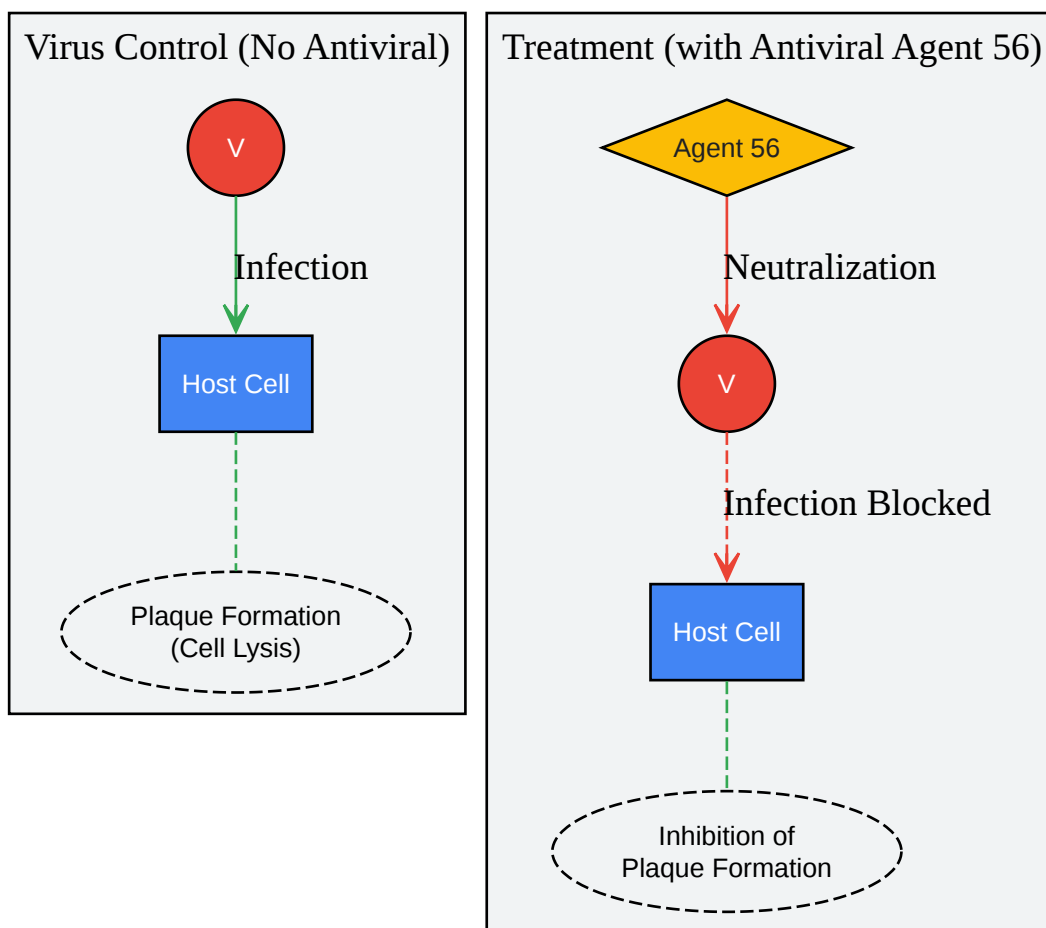 Virus Control (No Antiviral)
V
Infection
Host Cell
Plaque Formation
(Cell Lysis)
Treatment (with Antiviral Agent 56)
Agent 56
Neutralization
V
Infection Blocked
Host Cell
Inhibition of
Plaque Formation